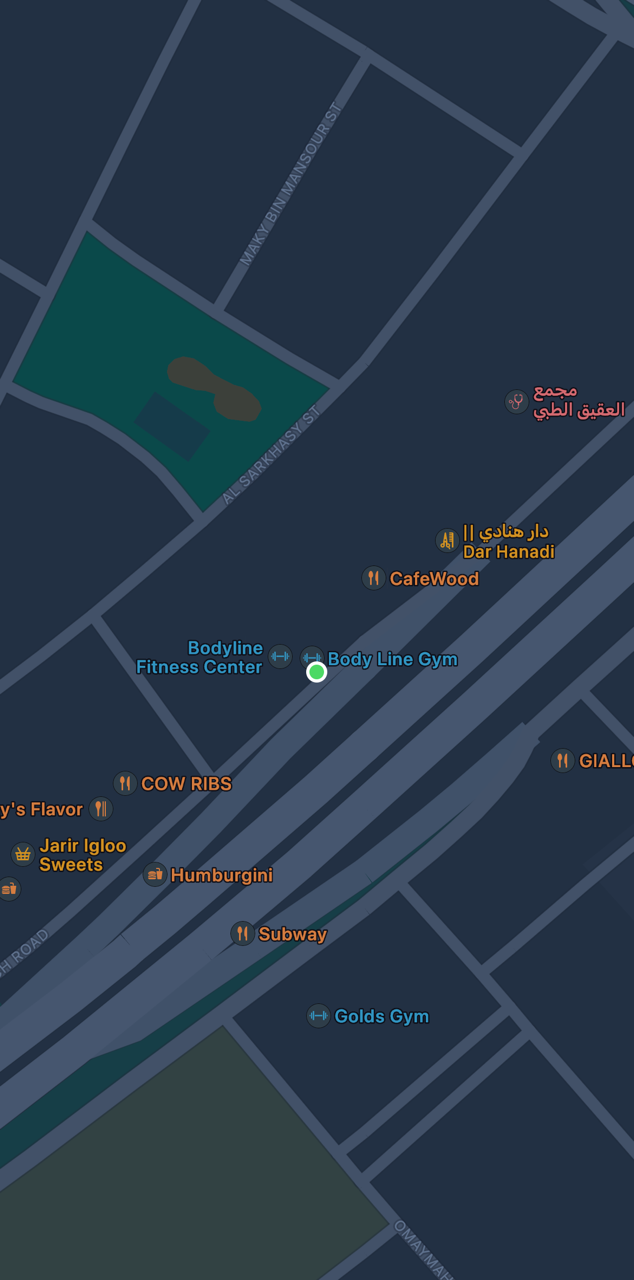 MAKY BIN MANSOUR ST
مجمع
العقيق الطبي
AL SARKHASY ST
دار هنادي ||
Dar Hanadi
CafeWood
Bodyline
Fitness Center
Body Line Gym
GIALL
COW RIBS
y's Flavor
Jarir Igloo
Sweets
Humburgini
Subway
H ROAD
Golds Gym
OMAYMAH